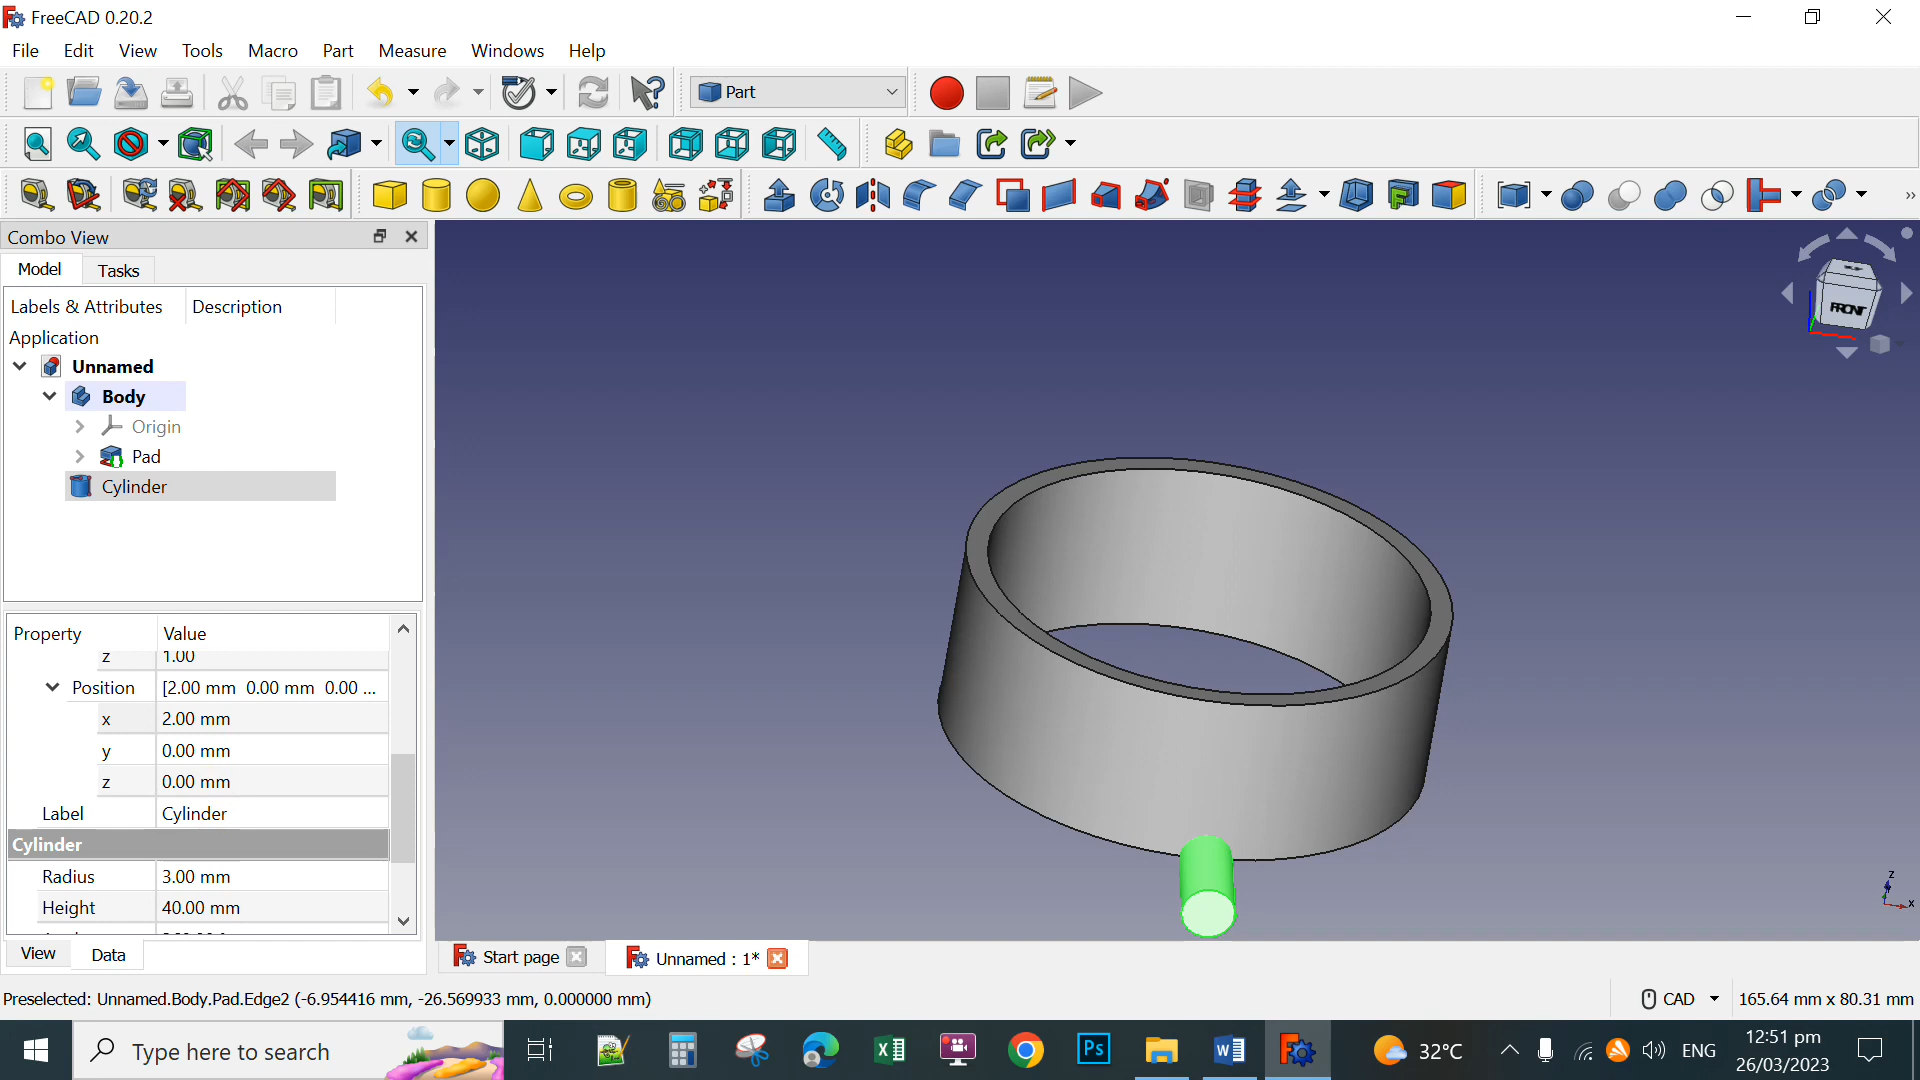 FreeCAD 0.20.2
File Edit View Tools Macro Part Measure Windows Help
Part
Combo View
Model Tasks
Labels & Attributes Description
Application
Unnamed
Body
Origin
Pad
Cylinder
Property Value
z 1.00
Position [2.00 mm 0.00 mm 0.00 ...
x 2.00 mm
y 0.00 mm
z 0.00 mm
Label Cylinder
Cylinder
Radius 3.00 mm
Height 40.00 mm
View Data
FRONT
z
x
Start page
Unnamed : 1*
Preselected: Unnamed.Body.Pad.Edge2 (-6.954416 mm, -26.569933 mm, 0.000000 mm)
CAD 165.64 mm x 80.31 mm
Type here to search
Ps
32°C
ENG
12:51 pm
26/03/2023